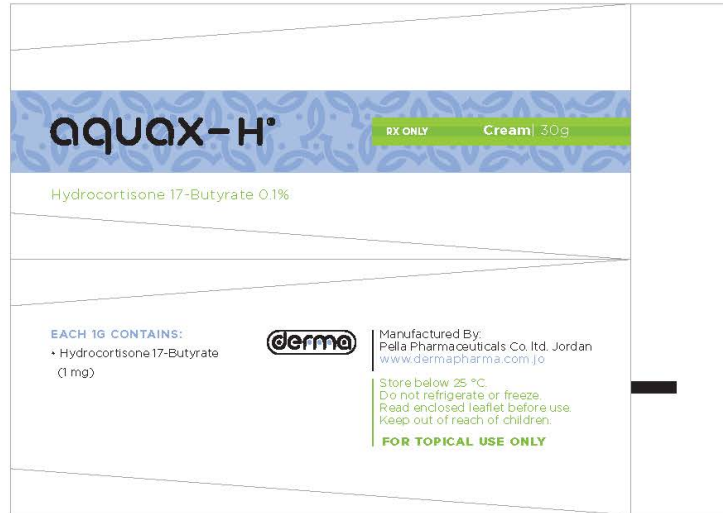 aquax-H®
RX ONLY Cream| 30g
Hydrocortisone 17-Butyrate 0.1%
EACH 1G CONTAINS:
• Hydrocortisone 17-Butyrate
(1 mg)
derma
Manufactured By:
Pella Pharmaceuticals Co. ltd. Jordan
www.dermapharma.com.jo
Store below 25 °C.
Do not refrigerate or freeze.
Read enclosed leaflet before use.
Keep out of reach of children.
FOR TOPICAL USE ONLY